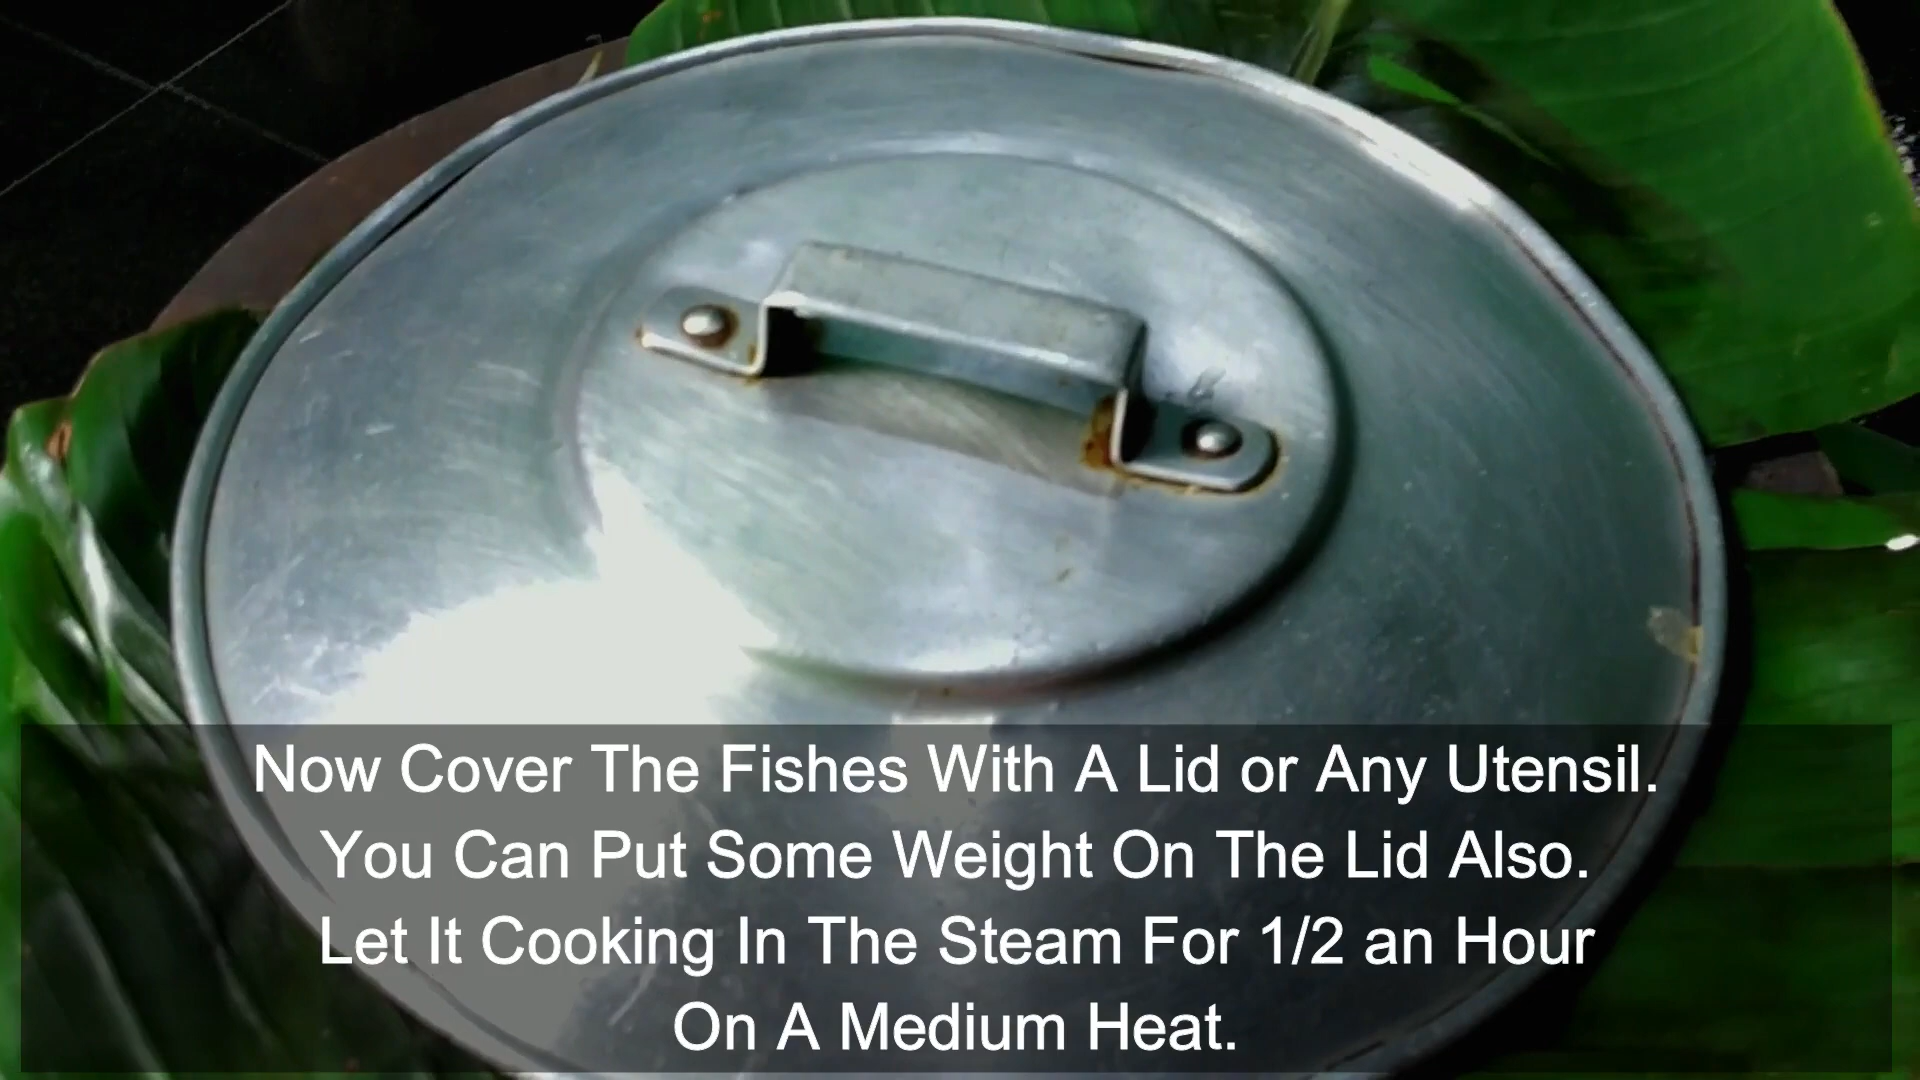 Now Cover The Fishes With A Lid or Any Utensil.
You Can Put Some Weight On The Lid Also.
Let It Cooking In The Steam For 1/2 an Hour
On A Medium Heat.